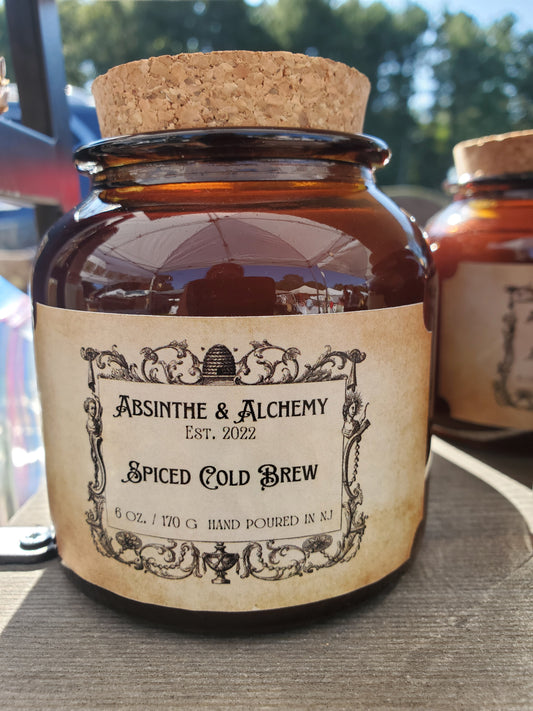 Absinthe & Alchemy
Est. 2022
Spiced Cold Brew
6 oz. / 170 g Hand poured in NJ